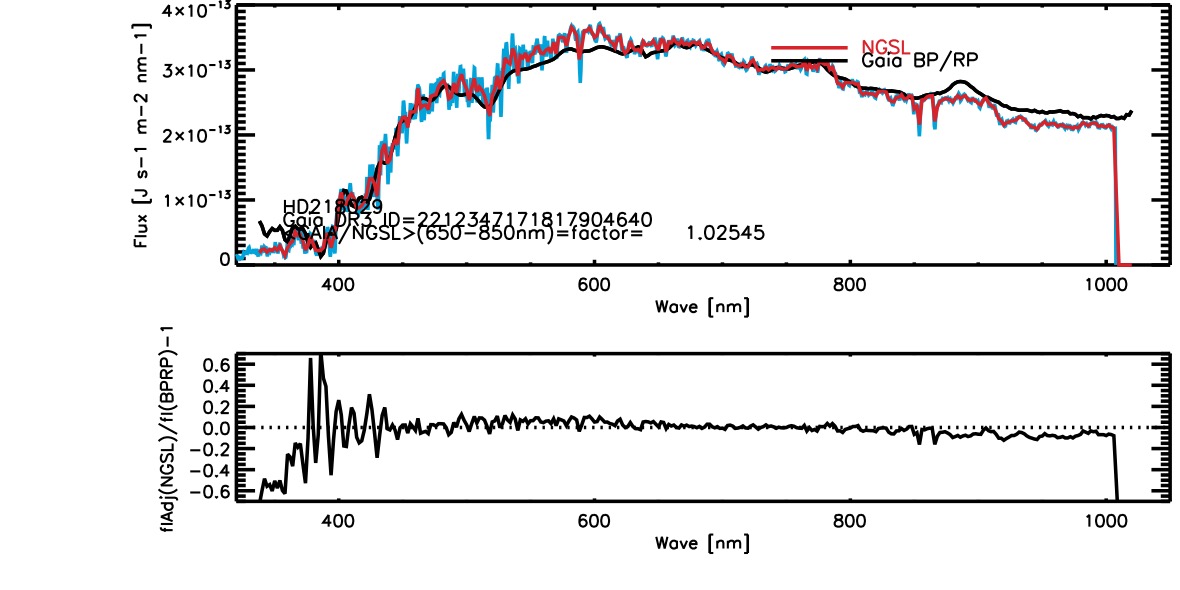 4×10−13
3×10−13
2×10−13
1×10−13
0
Flux [J s−1 m−2 nm−1]
NGSL
Gaia BP/RP
Gaia DR3 ID=2212347171817904640
<GAIA/NGSL>(650−850nm)=factor= 1.02545
400 600 800 1000
Wave [nm]
flAdj(NGSL)/fl(BPRP)−1
0.6
0.4
0.2
0.0
−0.2
−0.4
−0.6
400 600 800 1000
Wave [nm]